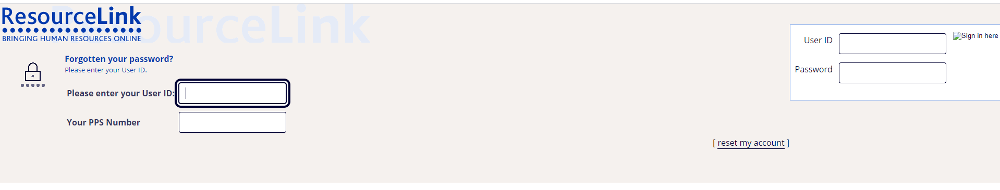 ResourceLink
BRINGING HUMAN RESOURCES ONLINE
ResourceLink
Forgotten your password?
Please enter your User ID.
Please enter your User ID:
Your PPS Number
[ reset my account ]
User ID
Sign in here
Password